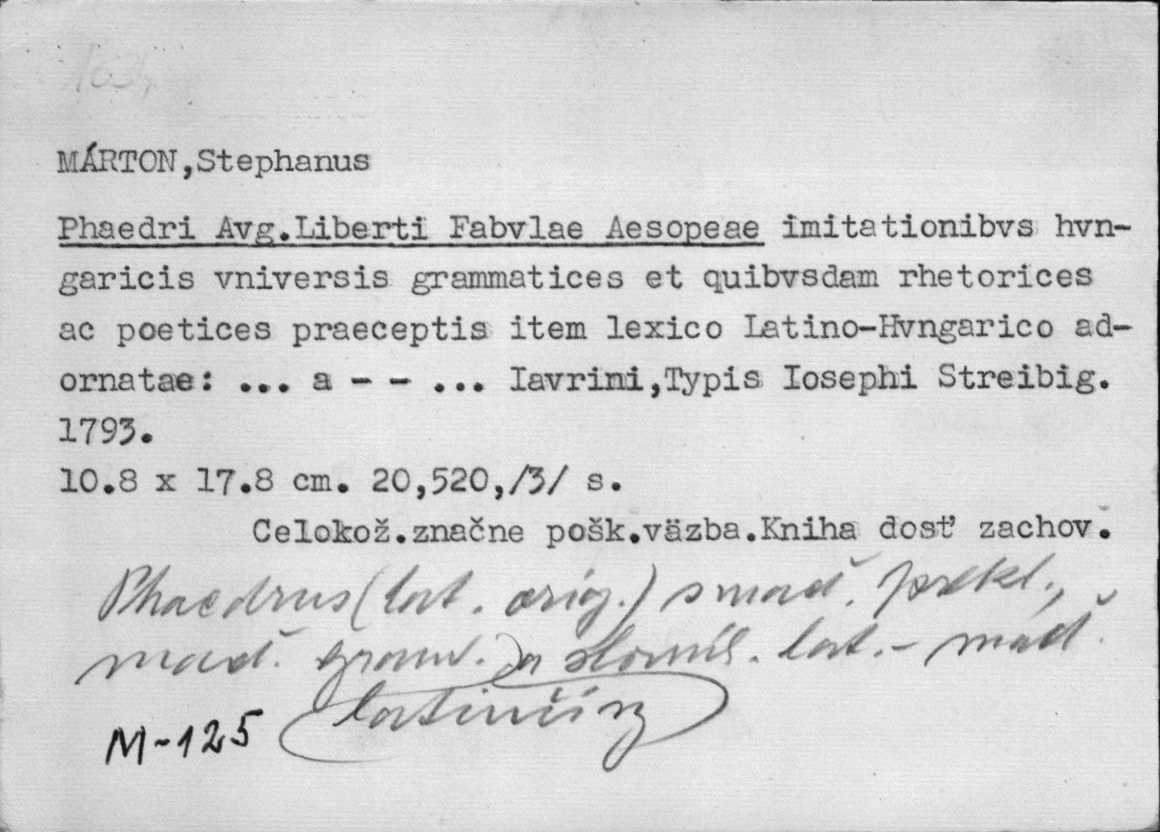 MÁRTON,Stephanus
Phaedri Avg.Liberti Fabvlae Aesopeae imitationibvs hvn-
garicis vniversis grammatices et quibvsdam rhetorices
ac poetices praeceptis item lexico Latino-Hvngarico ad-
ornatae: ... a - - ... Iavrini,Typis Iosephi Streibig.
1793.
10.8 x 17.8 cm. 20,520,/3/ s.
Celokož.značne pošk.väzba.Kniha dosť zachov.
Phaedrus (lat. orig.) s maď. prekl.,
maď. gram. a slovník. lat. - maď.
latinčiny
M-125